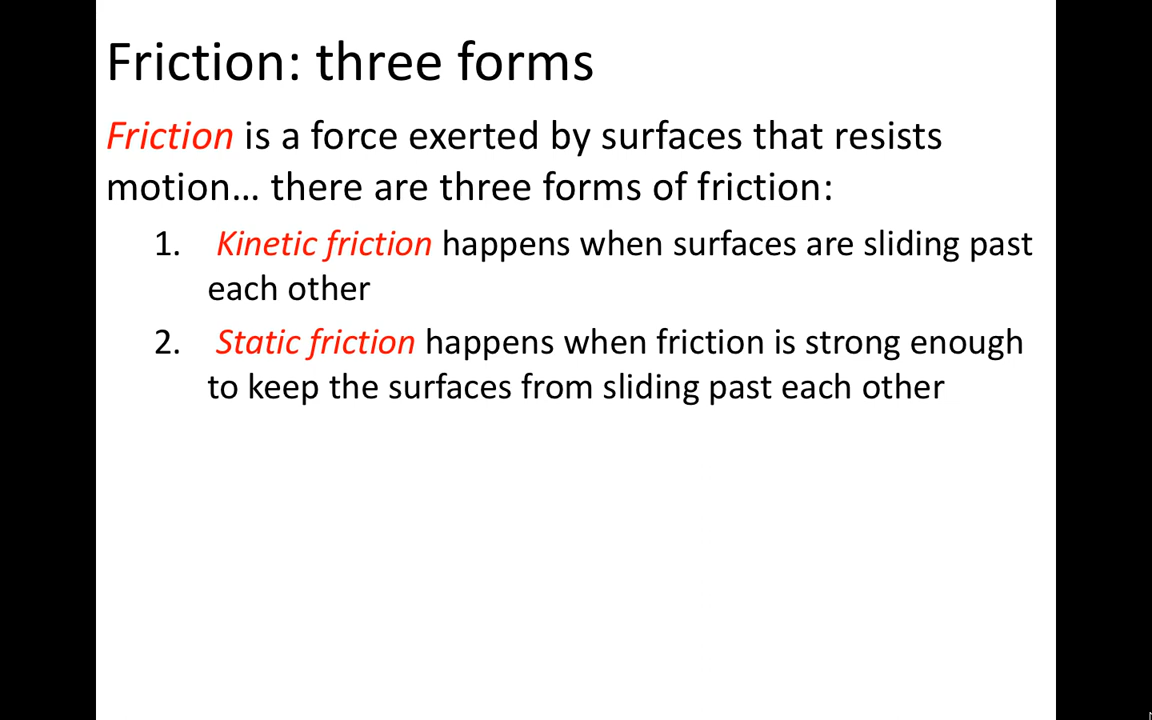 Friction: three forms
Friction is a force exerted by surfaces that resists
motion... there are three forms of friction:
1. Kinetic friction happens when surfaces are sliding past
each other
2. Static friction happens when friction is strong enough
to keep the surfaces from sliding past each other